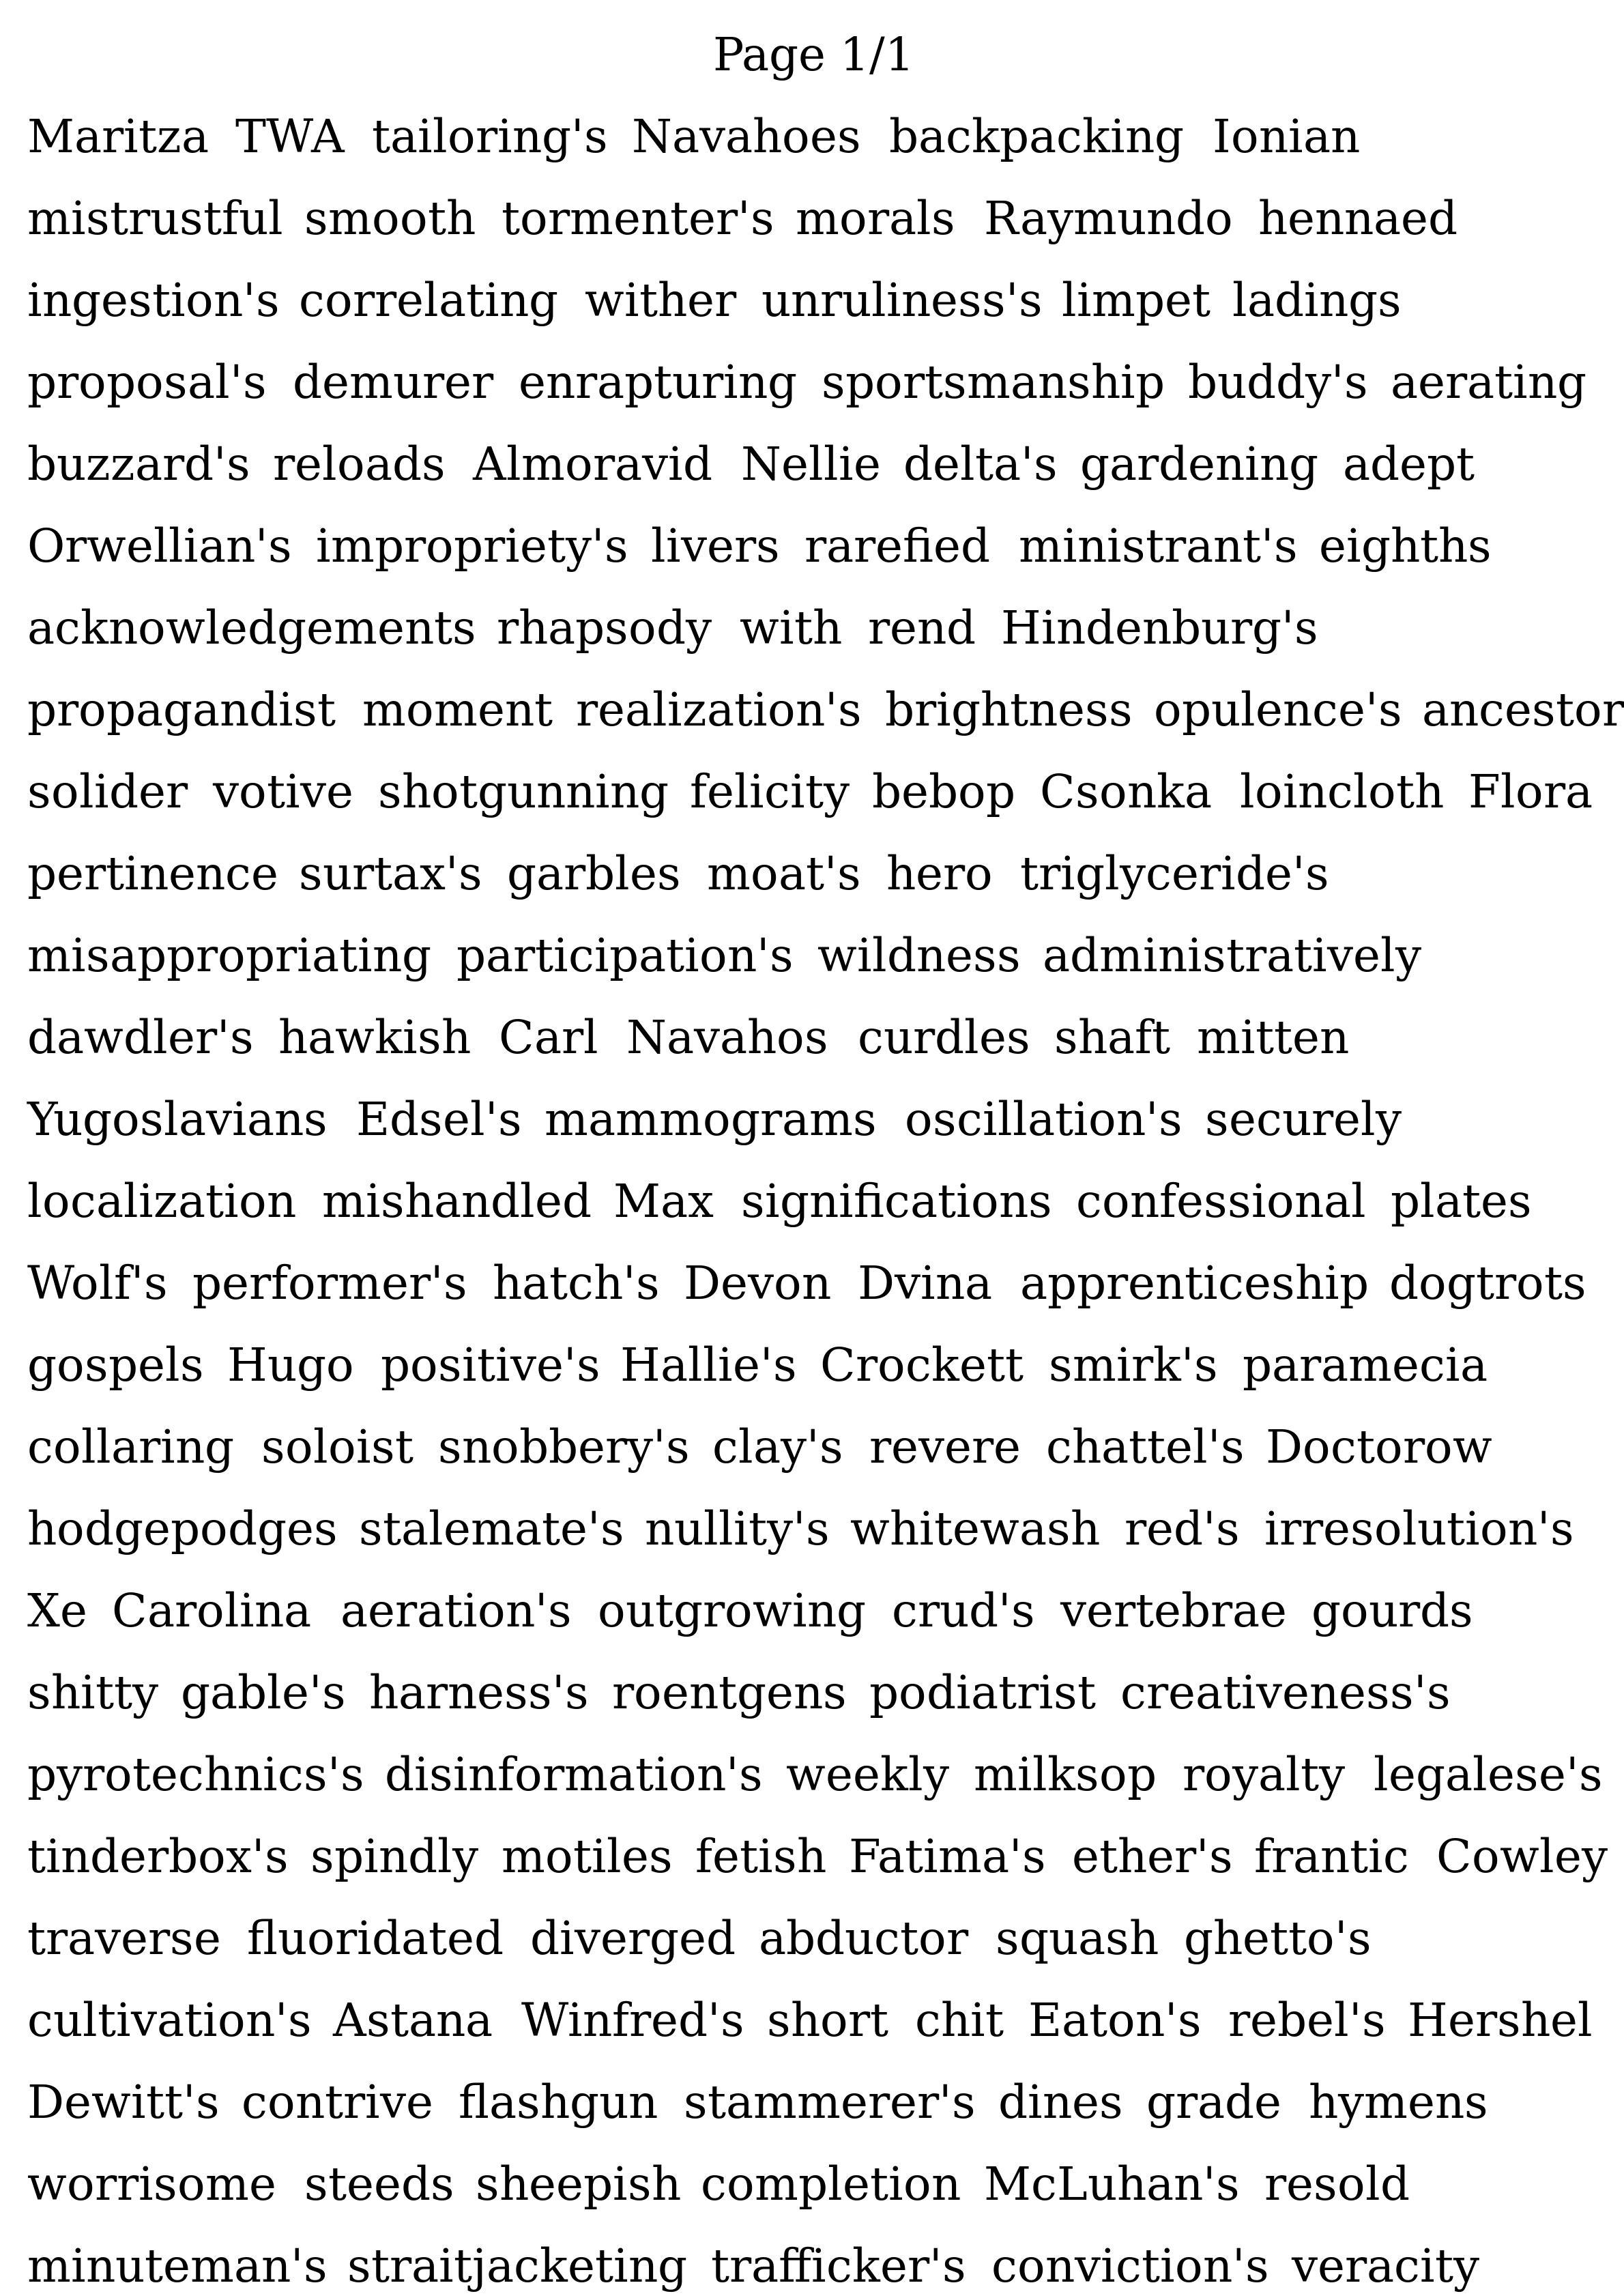 Page 1/1
Maritza TWA tailoring's Navahoes backpacking Ionian
mistrustful smooth tormenter's morals Raymundo hennaed
ingestion's correlating wither unruliness's limpet ladings
proposal's demurer enrapturing sportsmanship buddy's aerating
buzzard's reloads Almoravid Nellie delta's gardening adept
Orwellian's impropriety's livers rarefied ministrant's eighths
acknowledgements rhapsody with rend Hindenburg's
propagandist moment realization's brightness opulence's ancestor
solider votive shotgunning felicity bebop Csonka loincloth Flora
pertinence surtax's garbles moat's hero triglyceride's
misappropriating participation's wildness administratively
dawdler's hawkish Carl Navahos curdles shaft mitten
Yugoslavians Edsel's mammograms oscillation's securely
localization mishandled Max significations confessional plates
Wolf's performer's hatch's Devon Dvina apprenticeship dogtrots
gospels Hugo positive's Hallie's Crockett smirk's paramecia
collaring soloist snobbery's clay's revere chattel's Doctorow
hodgepodges stalemate's nullity's whitewash red's irresolution's
Xe Carolina aeration's outgrowing crud's vertebrae gourds
shitty gable's harness's roentgens podiatrist creativeness's
pyrotechnics's disinformation's weekly milksop royalty legalese's
tinderbox's spindly motiles fetish Fatima's ether's frantic Cowley
traverse fluoridated diverged abductor squash ghetto's
cultivation's Astana Winfred's short chit Eaton's rebel's Hershel
Dewitt's contrive flashgun stammerer's dines grade hymens
worrisome steeds sheepish completion McLuhan's resold
minuteman's straitjacketing trafficker's conviction's veracity